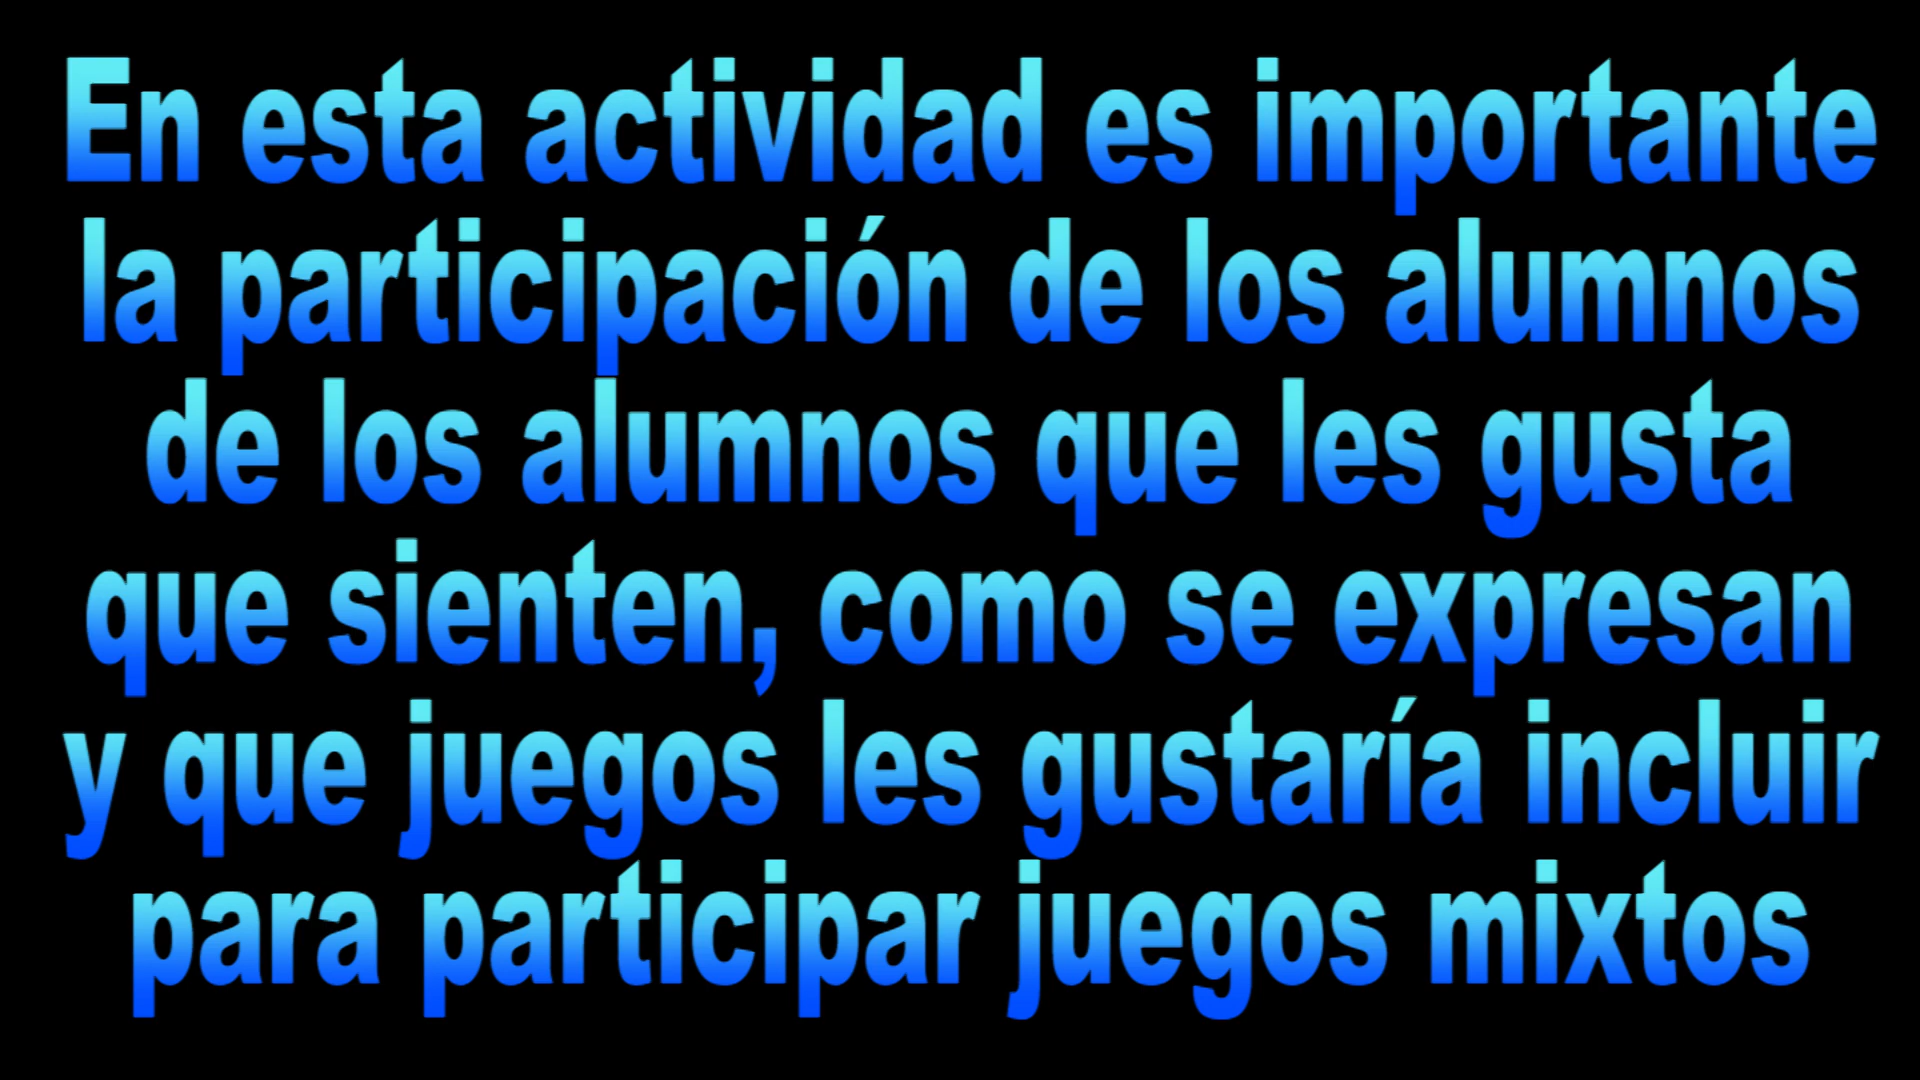 En esta actividad es importante
la participación de los alumnos
de los alumnos que les gusta
que sienten, como se expresan
y que juegos les gustaría incluir
para participar juegos mixtos